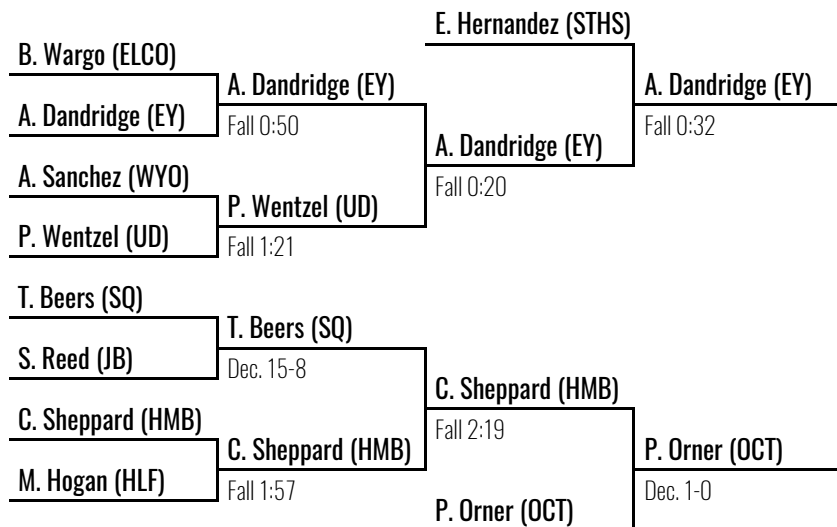 E. Hernandez (STHS)
B. Wargo (ELCO)
A. Dandridge (EY)
A. Dandridge (EY)
Fall 0:50
A. Dandridge (EY)
Fall 0:32
A. Dandridge (EY)
Fall 0:20
A. Sanchez (WYO)
P. Wentzel (UD)
P. Wentzel (UD)
Fall 1:21
T. Beers (SQ)
T. Beers (SQ)
Dec. 15-8
S. Reed (JB)
C. Sheppard (HMB)
Fall 2:19
C. Sheppard (HMB)
C. Sheppard (HMB)
Fall 1:57
P. Orner (OCT)
Dec. 1-0
M. Hogan (HLF)
P. Orner (OCT)